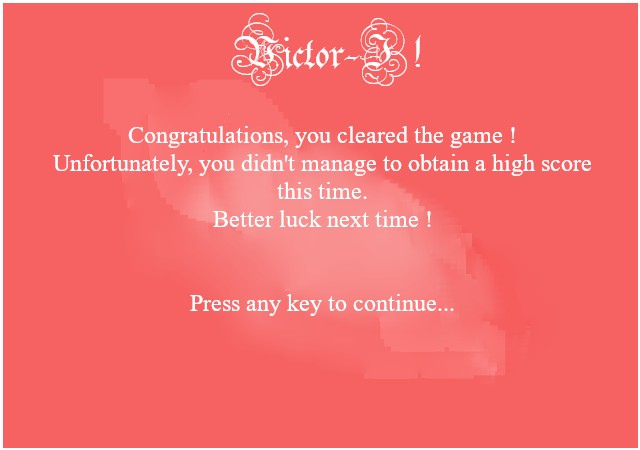 Victor-I !
Congratulations, you cleared the game !
Unfortunately, you didn't manage to obtain a high score
this time.
Better luck next time !
Press any key to continue...